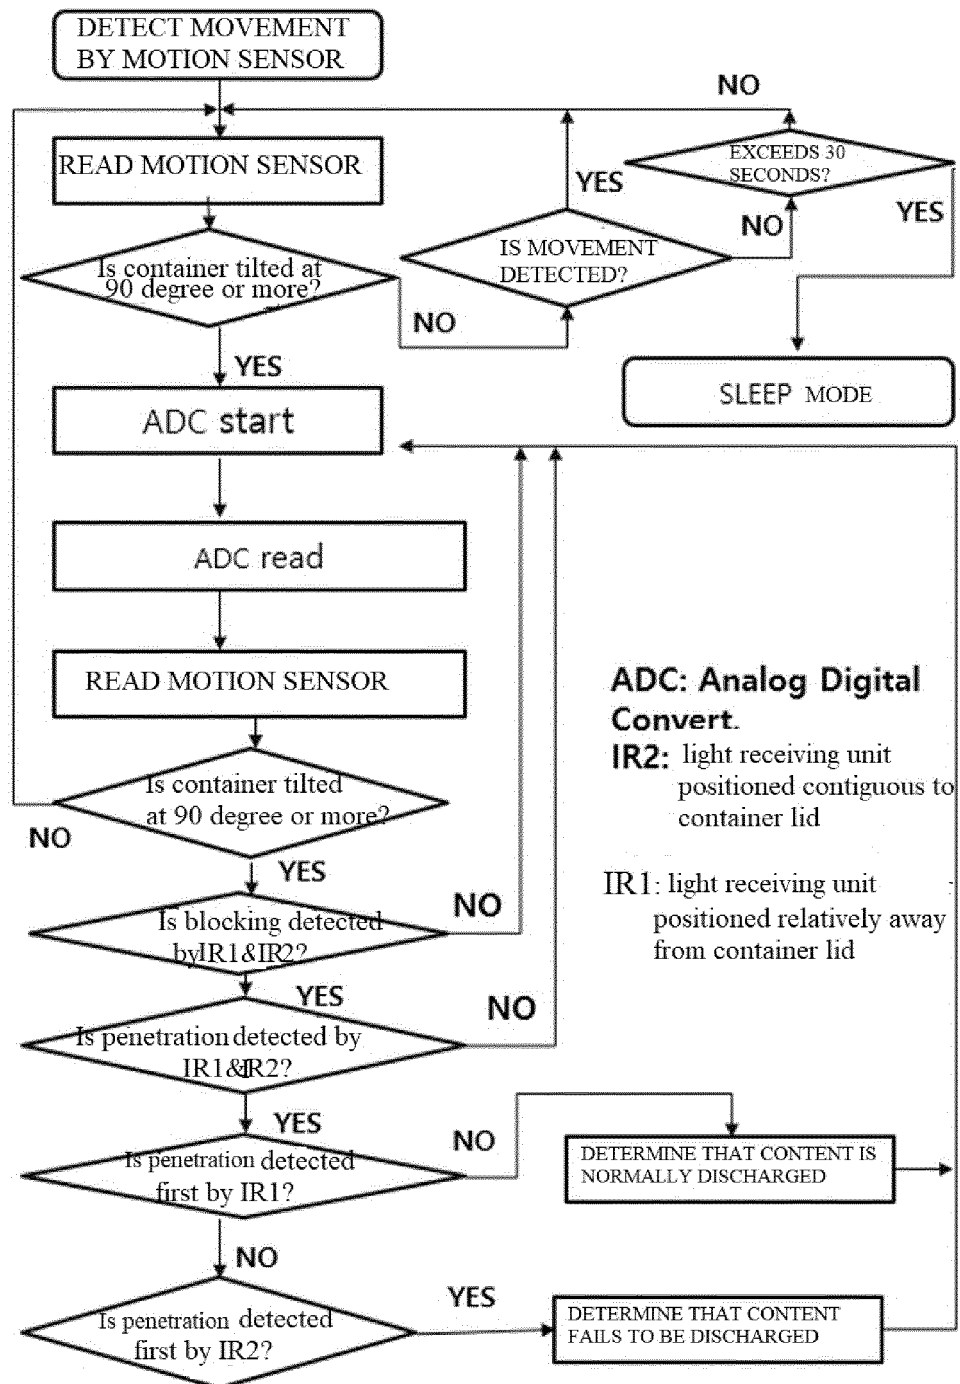 DETECT MOVEMENT
BY MOTION SENSOR
NO
READ MOTION SENSOR
EXCEEDS 30
SECONDS?
YES
YES
NO
IS MOVEMENT
DETECTED?
Is container tilted at
90 degree or more?
NO
YES
SLEEP MODE
ADC start
ADC read
READ MOTION SENSOR
ADC: Analog Digital
Convert.
IR2: light receiving unit
positioned contiguous to
container lid
Is container tilted
at 90 degree or more?
NO
YES
IR1: light receiving unit
positioned relatively away
from container lid
NO
Is blocking detected
byIR1&IR2?
YES
NO
Is penetration detected by
IR1&IR2?
YES
NO
Is penetration detected
first by IR1?
DETERMINE THAT CONTENT IS
NORMALLY DISCHARGED
NO
YES
Is penetration detected
first by IR2?
DETERMINE THAT CONTENT
FAILS TO BE DISCHARGED